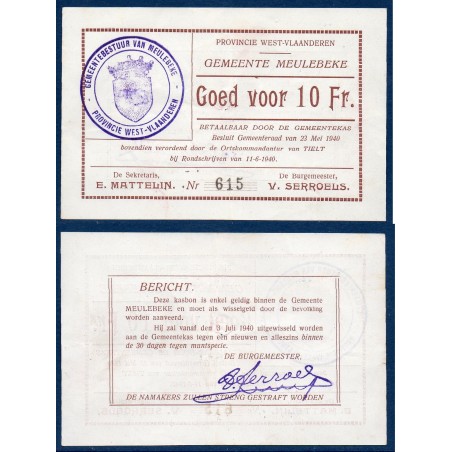 GEMEENTEBESTUUR VAN MEULEBEKE
PROVINCIE WEST-VLAENDEREN
PROVINCIE WEST-VLAANDEREN
GEMEENTE MEULEBEKE
Goed voor 10 Fr.
BETAALBAAR DOOR DE GEMEENTEKAS
Besluit Gemeenteraad van 23 Mei 1940
bovendien verordend door de Ortskommandantur van TIELT
bij Rondschrijven van 11-6-1940.
De Sekretaris,
E. MATTELIN.
Nr 615
De Burgemeester,
V. SERROELS.
BERICHT.
Deze kasbon is enkel geldig binnen de Gemeente
MEULEBEKE en moet als wisselgeld door de bevolking
worden aanveerd.
Hij zal vanaf den 3 juli 1940 uitgewisseld worden
aan de Gemeentekas tegen een nieuwen en alleszins binnen
de 30 dagen tegen muntspecie.
DE BURGEMEESTER,
DE NAMAKERS ZULLEN STRENG GESTRAFT WORDEN